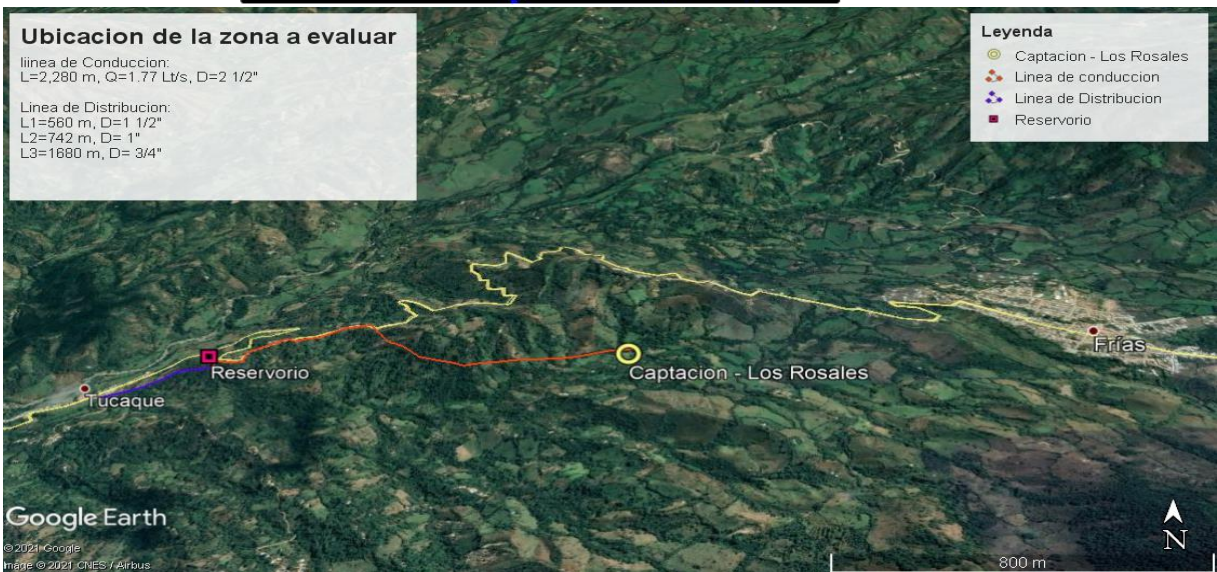 Ubicacion de la zona a evaluar
liinea de Conduccion:
L=2,280 m, Q=1.77 Lt/s, D=2 1/2"
Linea de Distribucion:
L1=560 m, D=1 1/2"
L2=742 m, D= 1"
L3=1680 m, D= 3/4"
Leyenda
Captacion - Los Rosales
Linea de conduccion
Linea de Distribucion
Reservorio
Frías
Reservorio
Captacion - Los Rosales
Tucaque
Google Earth
© 2021 Google
Image © 2021 CNES / Airbus
N
800 m